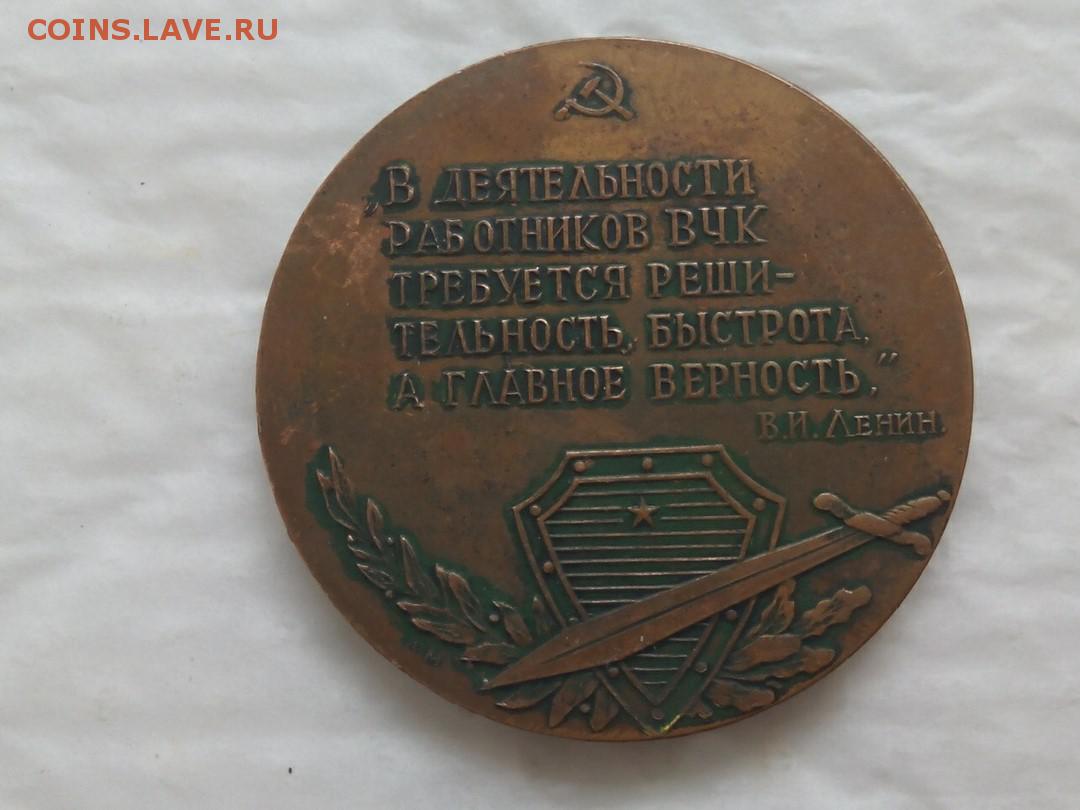 COINS.LAVE.RU
„В ДЕЯТЕЛЬНОСТИ
РАБОТНИКОВ ВЧК
ТРЕБУЕТСЯ РЕШИ-
ТЕЛЬНОСТЬ, БЫСТРОТА,
А ГЛАВНОЕ ВЕРНОСТЬ,"
В.И. ЛЕНИН.